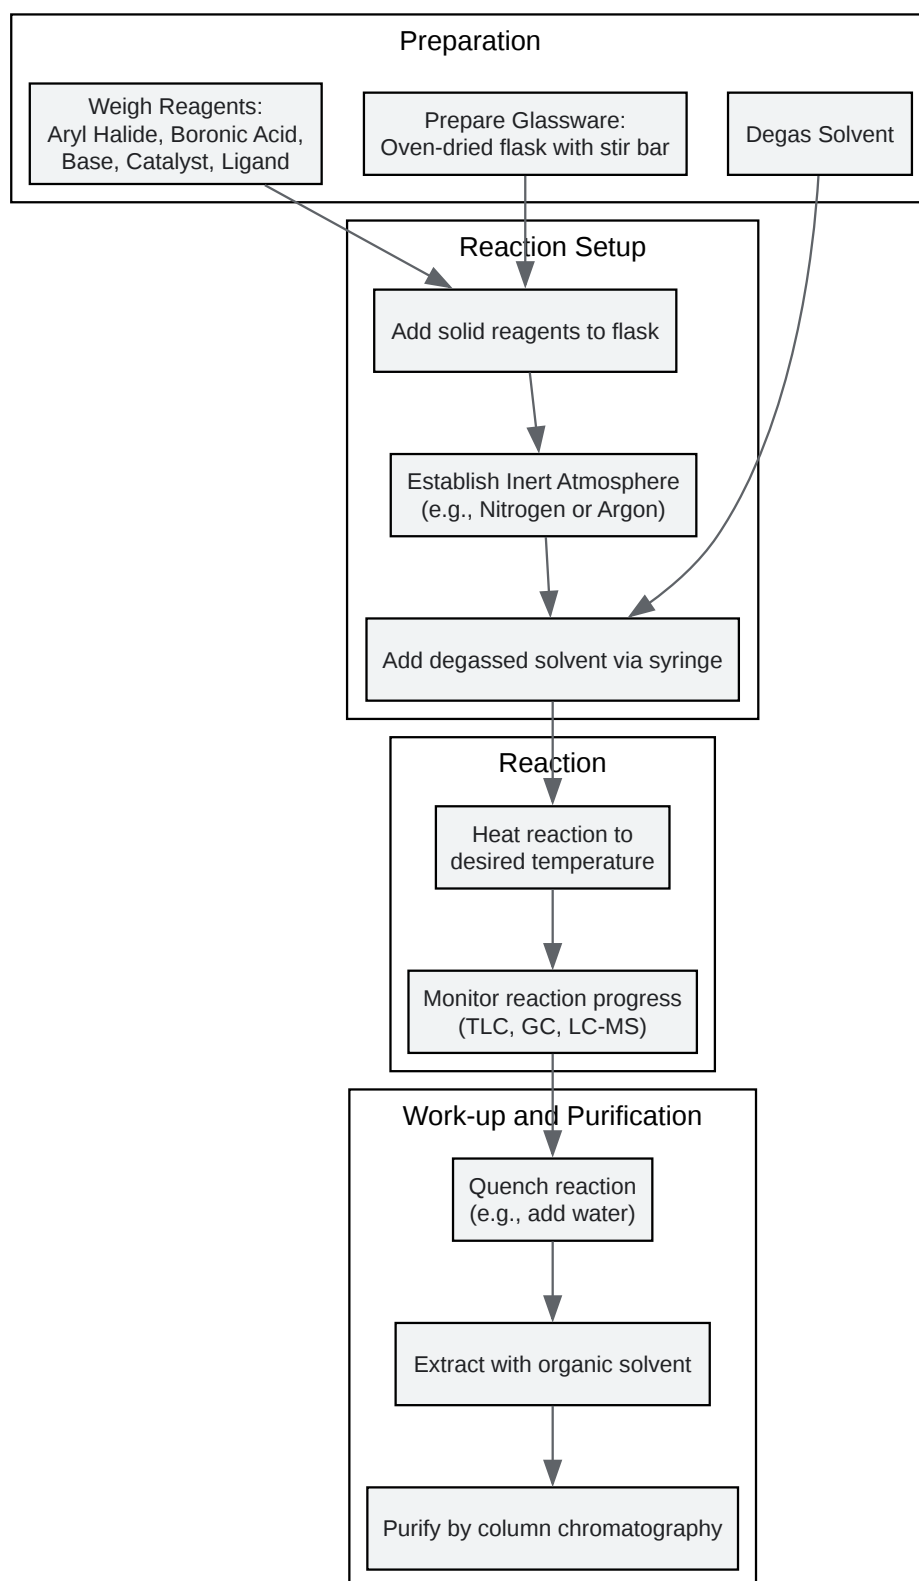 Preparation
Weigh Reagents:
Aryl Halide, Boronic Acid,
Base, Catalyst, Ligand
Prepare Glassware:
Oven-dried flask with stir bar
Degas Solvent
Reaction Setup
Add solid reagents to flask
Establish Inert Atmosphere
(e.g., Nitrogen or Argon)
Add degassed solvent via syringe
Reaction
Heat reaction to
desired temperature
Monitor reaction progress
(TLC, GC, LC-MS)
Work-up and Purification
Quench reaction
(e.g., add water)
Extract with organic solvent
Purify by column chromatography